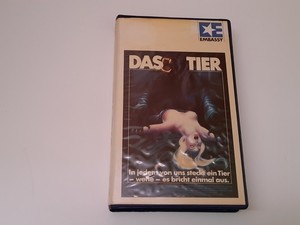 EMBASSY
DAS TIER
In jedem von uns steckt ein Tier
– wehe – es bricht einmal aus.